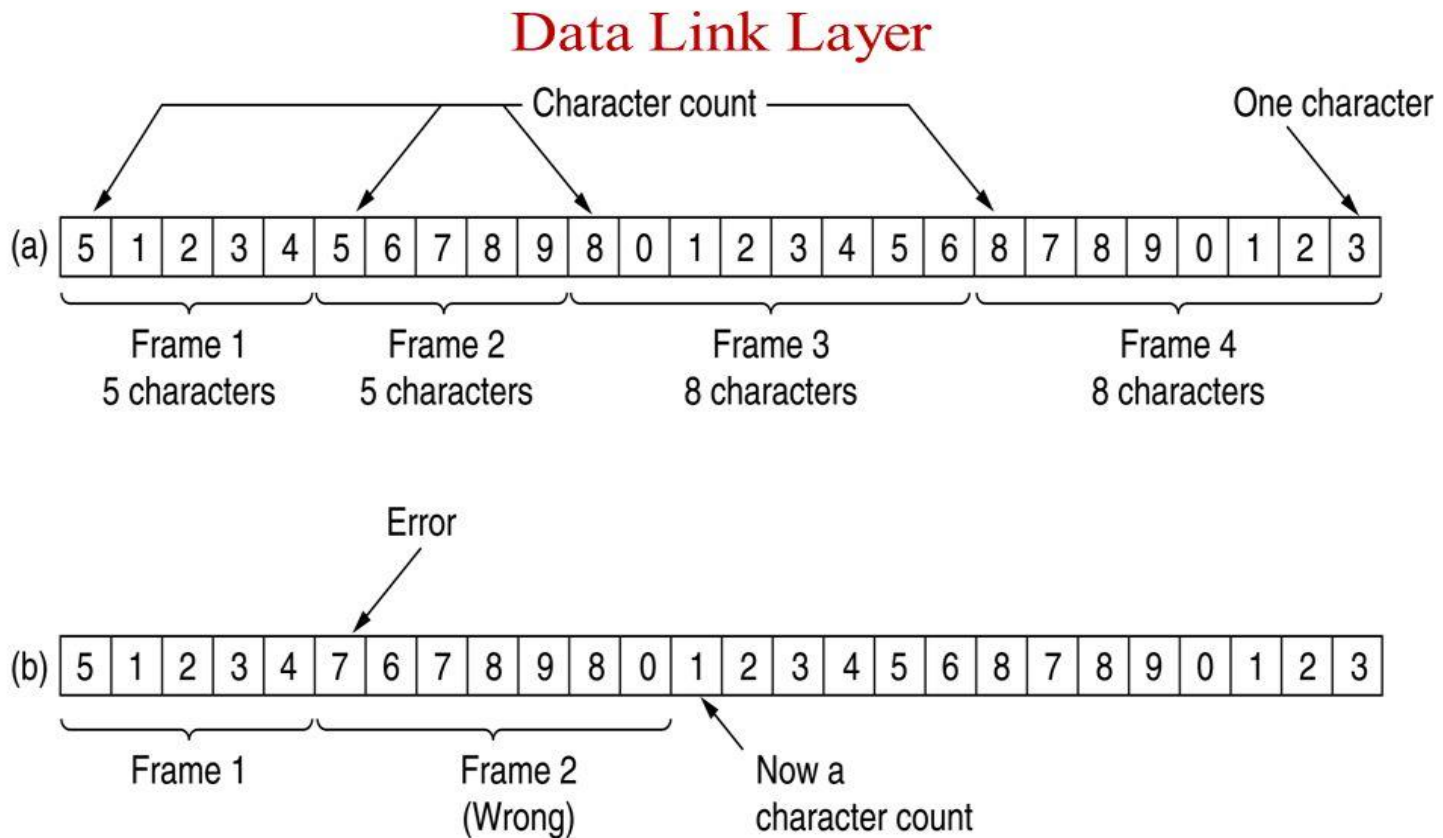 Data Link Layer
Character count
One character
(a) 5 1 2 3 4 5 6 7 8 9 8 0 1 2 3 4 5 6 8 7 8 9 0 1 2 3
Frame 1 Frame 2 Frame 3 Frame 4
5 characters 5 characters 8 characters 8 characters
Error
(b) 5 1 2 3 4 7 6 7 8 9 8 0 1 2 3 4 5 6 8 7 8 9 0 1 2 3
Frame 1 Frame 2 Now a
(Wrong) character count